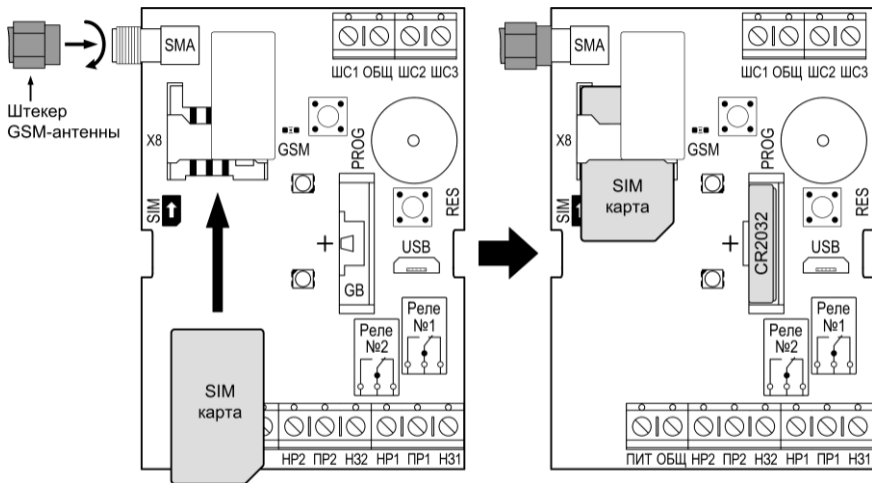 SMA
ШС1 ОБЩ ШС2 ШС3
Штекер
GSM-антенны
X8
GSM
PROG
SIM
RES
+
USB
GB
Реле
№1
Реле
№2
SIM
карта
НР2 ПР2 НЗ2 НР1 ПР1 НЗ1
SMA
ШС1 ОБЩ ШС2 ШС3
X8
GSM
PROG
SIM
карта
SIM
RES
+
CR2032
USB
Реле
№1
Реле
№2
ПИТ ОБЩ НР2 ПР2 НЗ2 НР1 ПР1 НЗ1